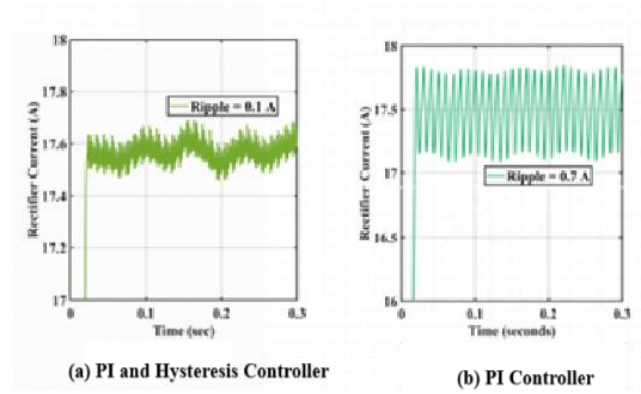 18
17.8
17.6
17.4
17.2
17
0
0.1
0.2
0.3
Rectifier Current (A)
Time (sec)
Ripple = 0.1 A
(a) PI and Hysteresis Controller
18
17.5
17
16.5
16
0
0.1
0.2
0.3
Rectifier Current (A)
Time (seconds)
Ripple = 0.7 A
(b) PI Controller